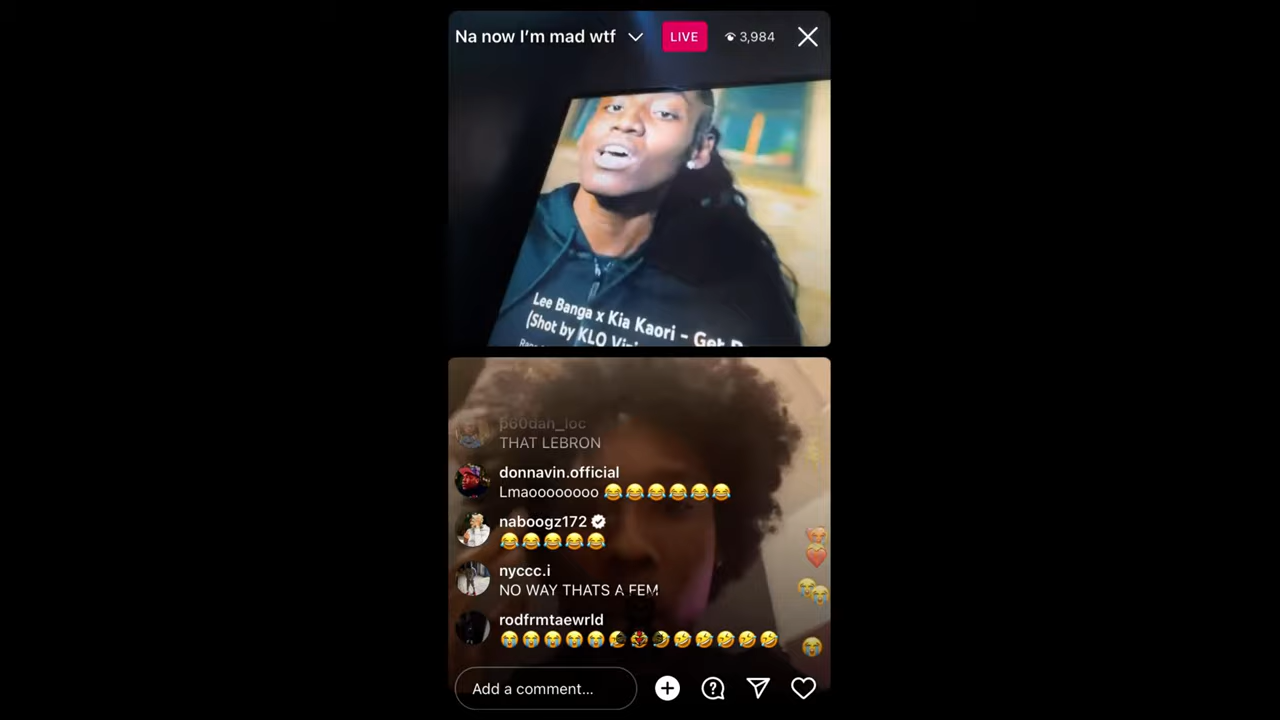 Na now I'm mad wtf
LIVE
3,984
Lee Banga x Kia Kaori - Get
(Shot by KLO
p60dah_loc
THAT LEBRON
donnavin.official
Lmaoooooooo 😂😂😂😂😂😂
naboogz172
😂😂😂😂😂
nyccc.i
NO WAY THATS A FEM
rodfrmtaewrld
Add a comment...